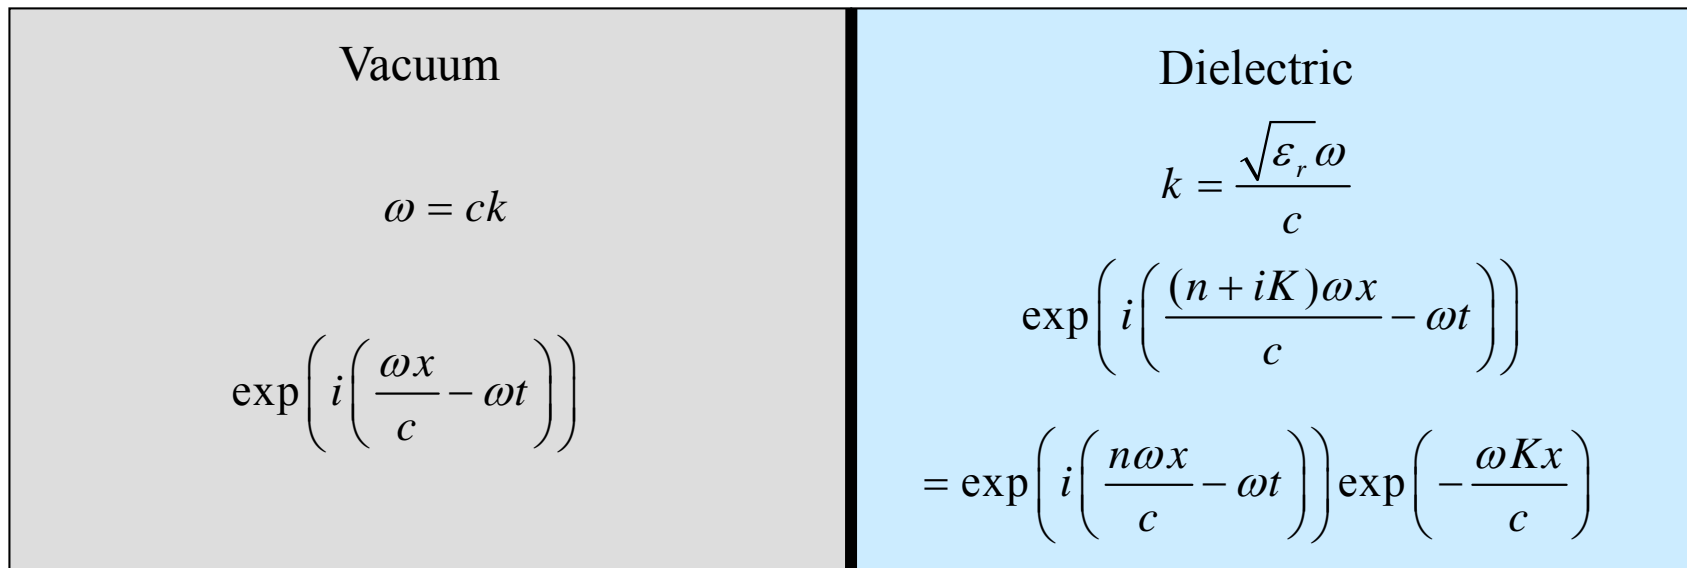 Vacuum
ω = ck
exp(i(ωx/c − ωt))
Dielectric
k = √ε_r ω/c
exp(i((n + iK)ωx/c − ωt))
= exp(i(nωx/c − ωt)) exp(−ωKx/c)